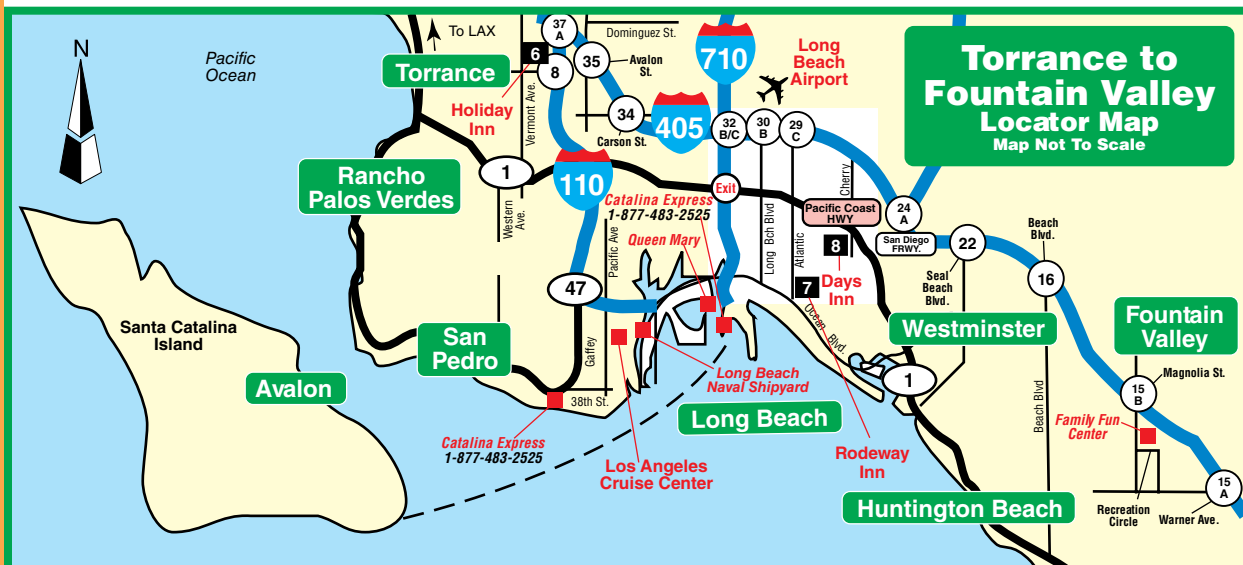 Torrance to
Fountain Valley
Locator Map
Map Not To Scale
N
Pacific
Ocean
To LAX
Torrance
Holiday
Inn
6
8
37
A
35
34
Dominguez St.
Avalon
St.
Carson St.
Vermont Ave.
710
405
110
Long
Beach
Airport
32
B/C
30
B
29
C
Rancho
Palos Verdes
1
Western
Ave.
Exit
Catalina Express
1-877-483-2525
Queen Mary
Pacific Ave
Long Bch Blvd
Atlantic
Cherry
Pacific Coast
HWY
8
Days
Inn
7
Ocean Blvd.
24
A
San Diego
FRWY.
22
Seal
Beach
Blvd.
Beach
Blvd.
16
47
Santa Catalina
Island
Avalon
San
Pedro
Gaffey
38th St.
Long Beach
Naval Shipyard
Long Beach
Westminster
1
Fountain
Valley
Magnolia St.
15
B
Family Fun
Center
Beach Blvd
Catalina Express
1-877-483-2525
Los Angeles
Cruise Center
Rodeway
Inn
Huntington Beach
Recreation
Circle
Warner Ave.
15
A